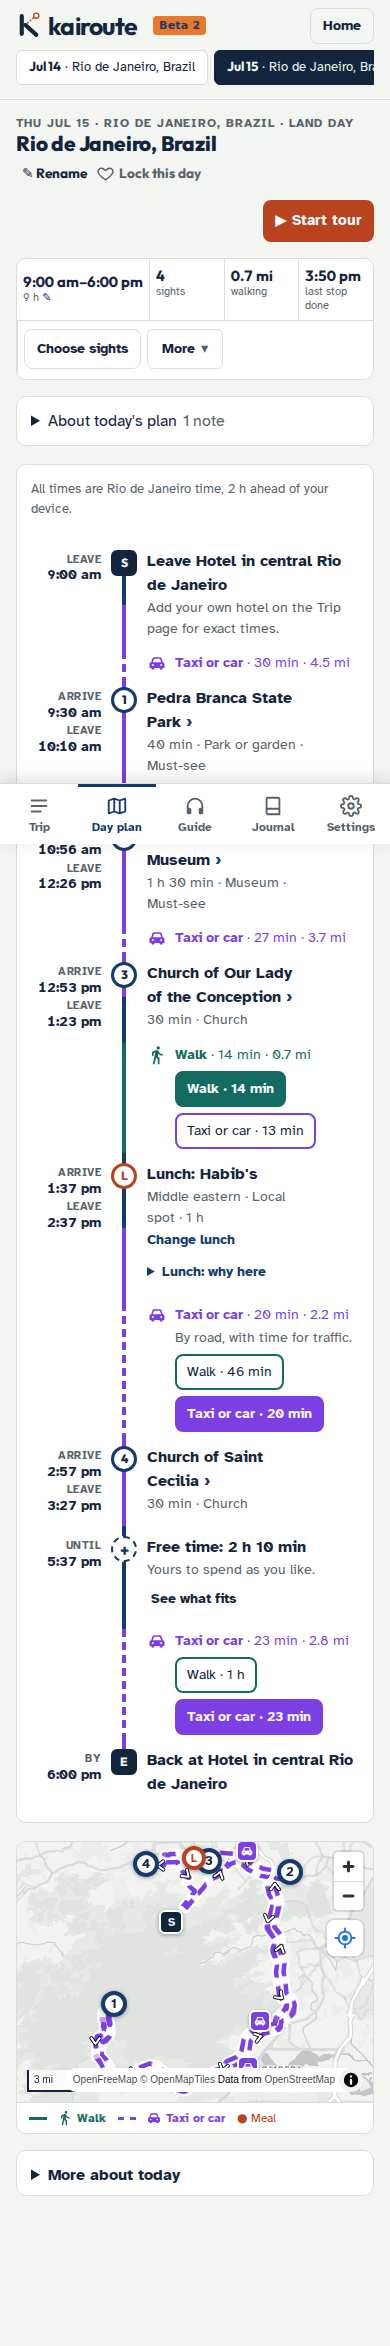 kairoute
Beta 2
Home
Jul 14 · Rio de Janeiro, Brazil
Jul 15 · Rio de Janeiro, Bra
THU JUL 15 · RIO DE JANEIRO, BRAZIL · LAND DAY
Rio de Janeiro, Brazil
✎ Rename
Lock this day
▶ Start tour
9:00 am–6:00 pm
9 h ✎
4
sights
0.7 mi
walking
3:50 pm
last stop
done
Choose sights
More ▼
▶ About today's plan 1 note
All times are Rio de Janeiro time, 2 h ahead of your
device.
LEAVE
9:00 am
S
Leave Hotel in central Rio
de Janeiro
Add your own hotel on the Trip
page for exact times.
Taxi or car · 30 min · 4.5 mi
ARRIVE
9:30 am
LEAVE
10:10 am
1
Pedra Branca State
Park ›
40 min · Park or garden ·
Must-see
Trip
Day plan
Guide
Journal
Settings
10:56 am
LEAVE
12:26 pm
Museum ›
1 h 30 min · Museum ·
Must-see
Taxi or car · 27 min · 3.7 mi
ARRIVE
12:53 pm
LEAVE
1:23 pm
3
Church of Our Lady
of the Conception ›
30 min · Church
Walk · 14 min · 0.7 mi
Walk · 14 min
Taxi or car · 13 min
ARRIVE
1:37 pm
LEAVE
2:37 pm
L
Lunch: Habib's
Middle eastern · Local
spot · 1 h
Change lunch
▶ Lunch: why here
Taxi or car · 20 min · 2.2 mi
By road, with time for traffic.
Walk · 46 min
Taxi or car · 20 min
ARRIVE
2:57 pm
LEAVE
3:27 pm
4
Church of Saint
Cecilia ›
30 min · Church
UNTIL
5:37 pm
+
Free time: 2 h 10 min
Yours to spend as you like.
See what fits
Taxi or car · 23 min · 2.8 mi
Walk · 1 h
Taxi or car · 23 min
BY
6:00 pm
E
Back at Hotel in central Rio
de Janeiro
4
L
3
2
S
1
+
−
3 mi
OpenFreeMap © OpenMapTiles Data from OpenStreetMap
Walk
Taxi or car
Meal
▶ More about today